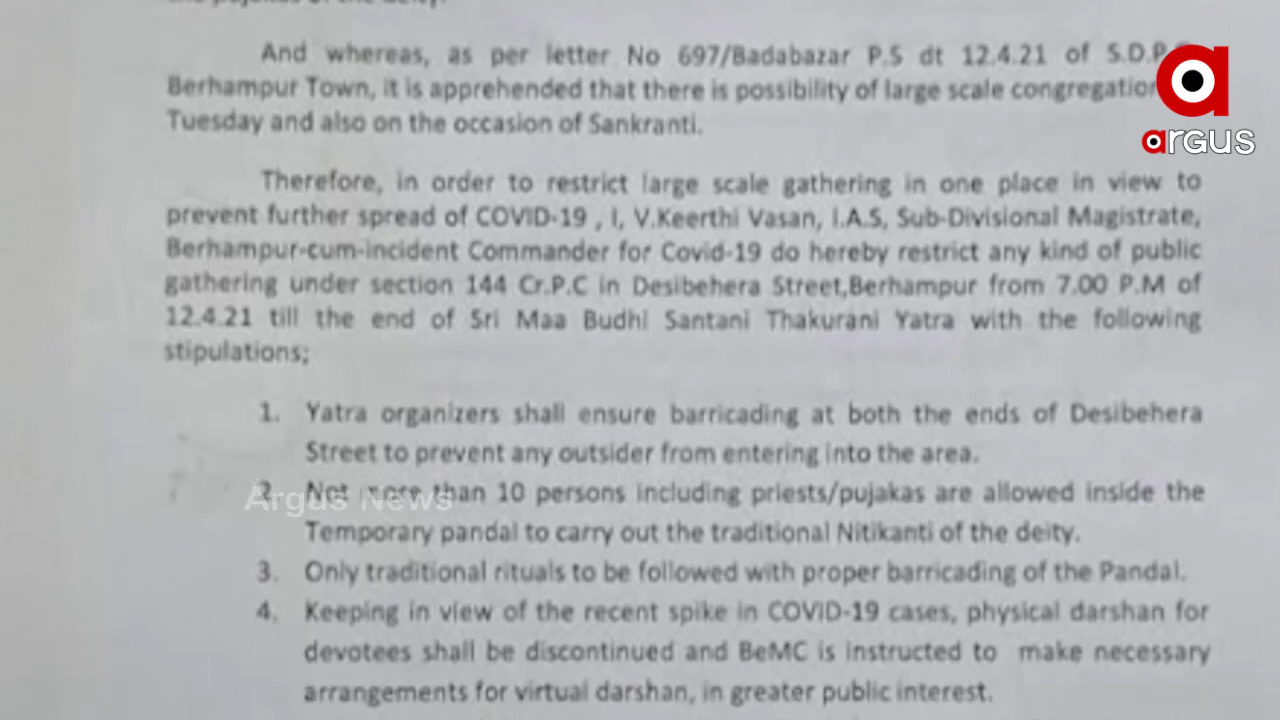 the pujakas of the deity.
And whereas, as per letter No 697/Badabazar P.S dt 12.4.21 of S.D.P.
Berhampur Town, it is apprehended that there is possibility of large scale congregation
Tuesday and also on the occasion of Sankranti.
Therefore, in order to restrict large scale gathering in one place in view to
prevent further spread of COVID-19 , I, V.Keerthi Vasan, I.A.S, Sub-Divisional Magistrate,
Berhampur-cum-incident Commander for Covid-19 do hereby restrict any kind of public
gathering under section 144 Cr.P.C in Desibehera Street,Berhampur from 7.00 P.M of
12.4.21 till the end of Sri Maa Budhi Santani Thakurani Yatra with the following
stipulations;
1. Yatra organizers shall ensure barricading at both the ends of Desibehera
Street to prevent any outsider from entering into the area.
2. Not more than 10 persons including priests/pujakas are allowed inside the
Temporary pandal to carry out the traditional Nitikanti of the deity.
3. Only traditional rituals to be followed with proper barricading of the Pandal.
4. Keeping in view of the recent spike in COVID-19 cases, physical darshan for
devotees shall be discontinued and BeMC is instructed to make necessary
arrangements for virtual darshan, in greater public interest.
argus
Argus News